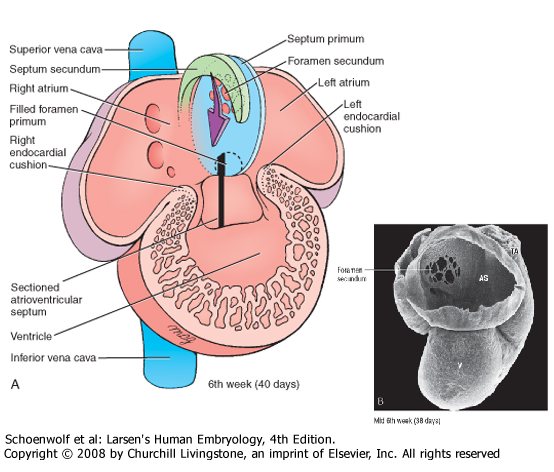 Superior vena cava
Septum secundum
Right atrium
Filled foramen
primum
Right
endocardial
cushion
Septum primum
Foramen secundum
Left atrium
Left
endocardial
cushion
Sectioned
atrioventricular
septum
Ventricle
Inferior vena cava
A
6th week (40 days)
Foramen
secundum
TA
AS
V
B
Mid 6th week (38 days)
Schoenwolf et al: Larsen's Human Embryology, 4th Edition.
Copyright © 2008 by Churchill Livingstone, an imprint of Elsevier, Inc. All rights reserved